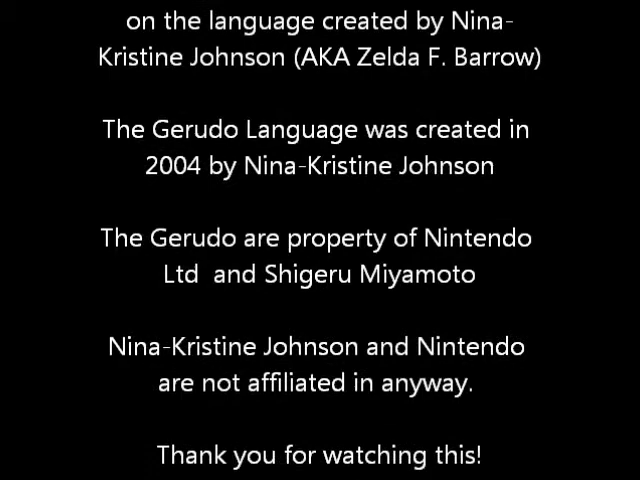 on the language created by Nina-
Kristine Johnson (AKA Zelda F. Barrow)
The Gerudo Language was created in
2004 by Nina-Kristine Johnson
The Gerudo are property of Nintendo
Ltd  and Shigeru Miyamoto
Nina-Kristine Johnson and Nintendo
are not affiliated in anyway.
Thank you for watching this!